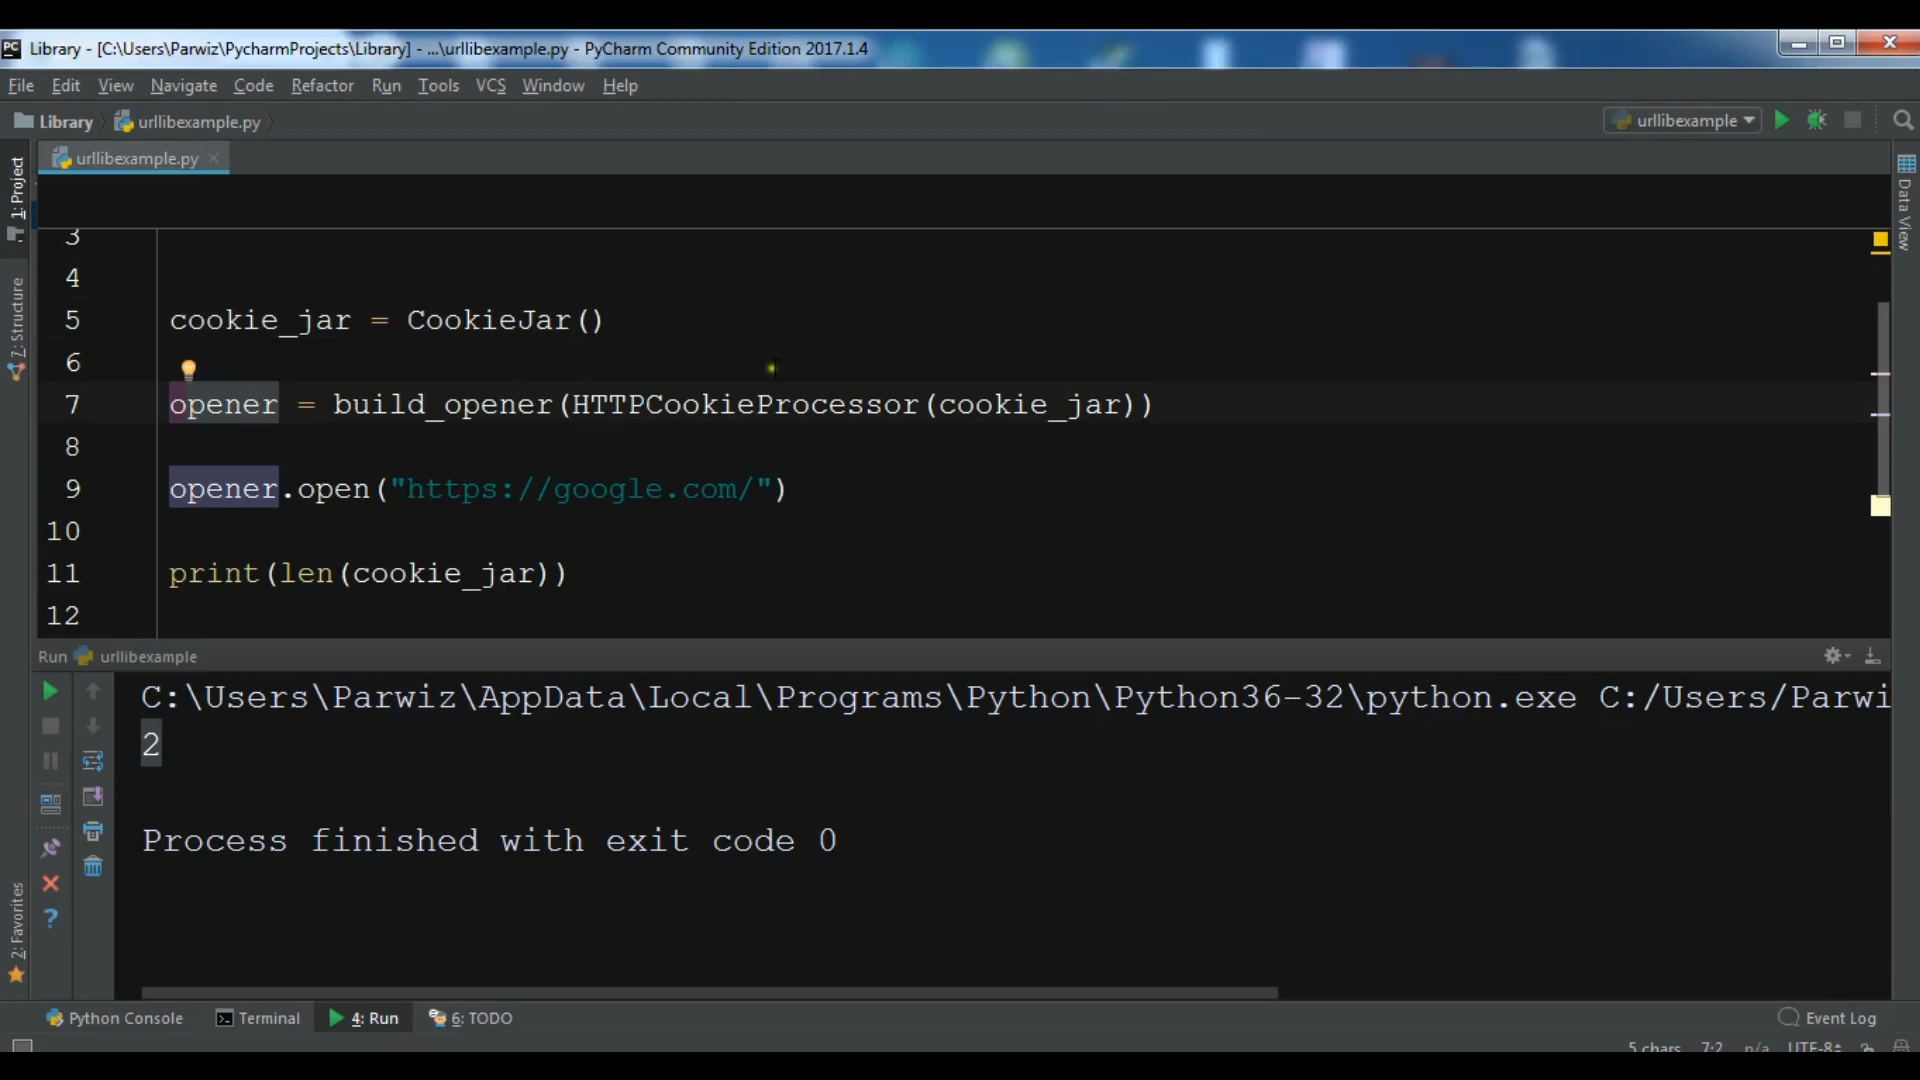 Library - [C:\Users\Parwiz\PycharmProjects\Library] - ...\urllibexample.py - PyCharm Community Edition 2017.1.4
File Edit View Navigate Code Refactor Run Tools VCS Window Help
Library urllibexample.py urllibexample
urllibexample.py
1: Project
7: Structure
2: Favorites
Data View
3
4
5 cookie_jar = CookieJar()
6
7 opener = build_opener(HTTPCookieProcessor(cookie_jar))
8
9 opener.open("https://google.com/")
10
11 print(len(cookie_jar))
12
Run urllibexample
C:\Users\Parwiz\AppData\Local\Programs\Python\Python36-32\python.exe C:/Users/Parwi
2
Process finished with exit code 0
Python Console Terminal 4: Run 6: TODO Event Log
5 chars 7:2 n/a UTF-8